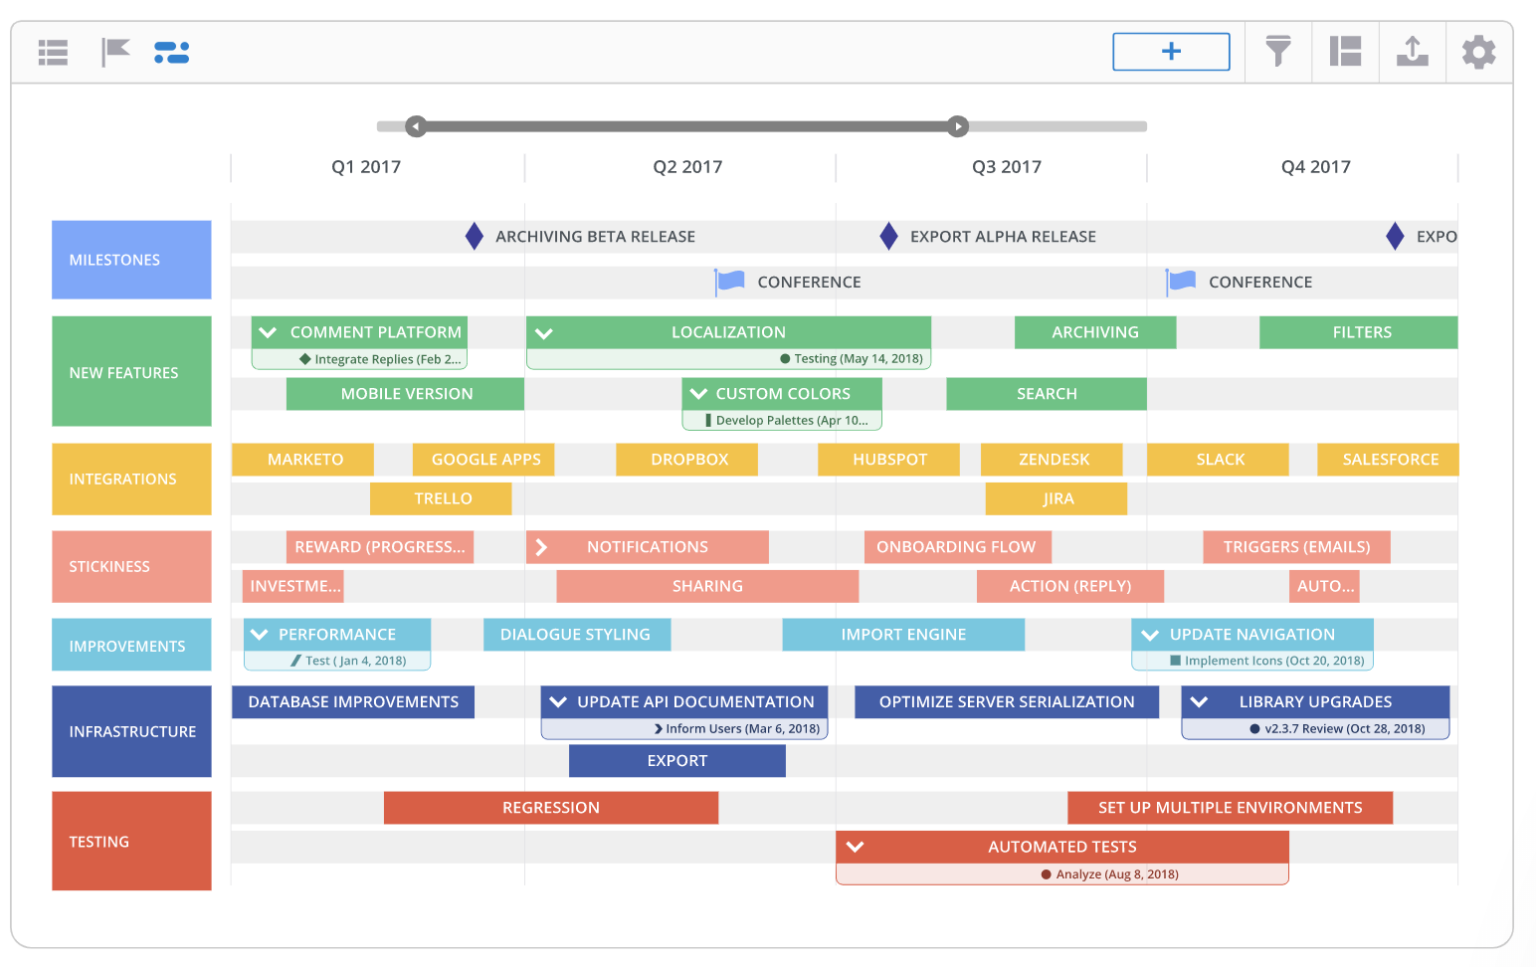 +
Q1 2017
Q2 2017
Q3 2017
Q4 2017
MILESTONES
ARCHIVING BETA RELEASE
EXPORT ALPHA RELEASE
EXPO
CONFERENCE
CONFERENCE
NEW FEATURES
COMMENT PLATFORM
LOCALIZATION
ARCHIVING
FILTERS
Integrate Replies (Feb 2...
Testing (May 14, 2018)
MOBILE VERSION
CUSTOM COLORS
SEARCH
Develop Palettes (Apr 10...
INTEGRATIONS
MARKETO
GOOGLE APPS
DROPBOX
HUBSPOT
ZENDESK
SLACK
SALESFORCE
TRELLO
JIRA
STICKINESS
REWARD (PROGRESS...
NOTIFICATIONS
ONBOARDING FLOW
TRIGGERS (EMAILS)
INVESTME...
SHARING
ACTION (REPLY)
AUTO...
IMPROVEMENTS
PERFORMANCE
DIALOGUE STYLING
IMPORT ENGINE
UPDATE NAVIGATION
Test ( Jan 4, 2018)
Implement Icons (Oct 20, 2018)
INFRASTRUCTURE
DATABASE IMPROVEMENTS
UPDATE API DOCUMENTATION
OPTIMIZE SERVER SERIALIZATION
LIBRARY UPGRADES
Inform Users (Mar 6, 2018)
v2.3.7 Review (Oct 28, 2018)
EXPORT
TESTING
REGRESSION
SET UP MULTIPLE ENVIRONMENTS
AUTOMATED TESTS
Analyze (Aug 8, 2018)